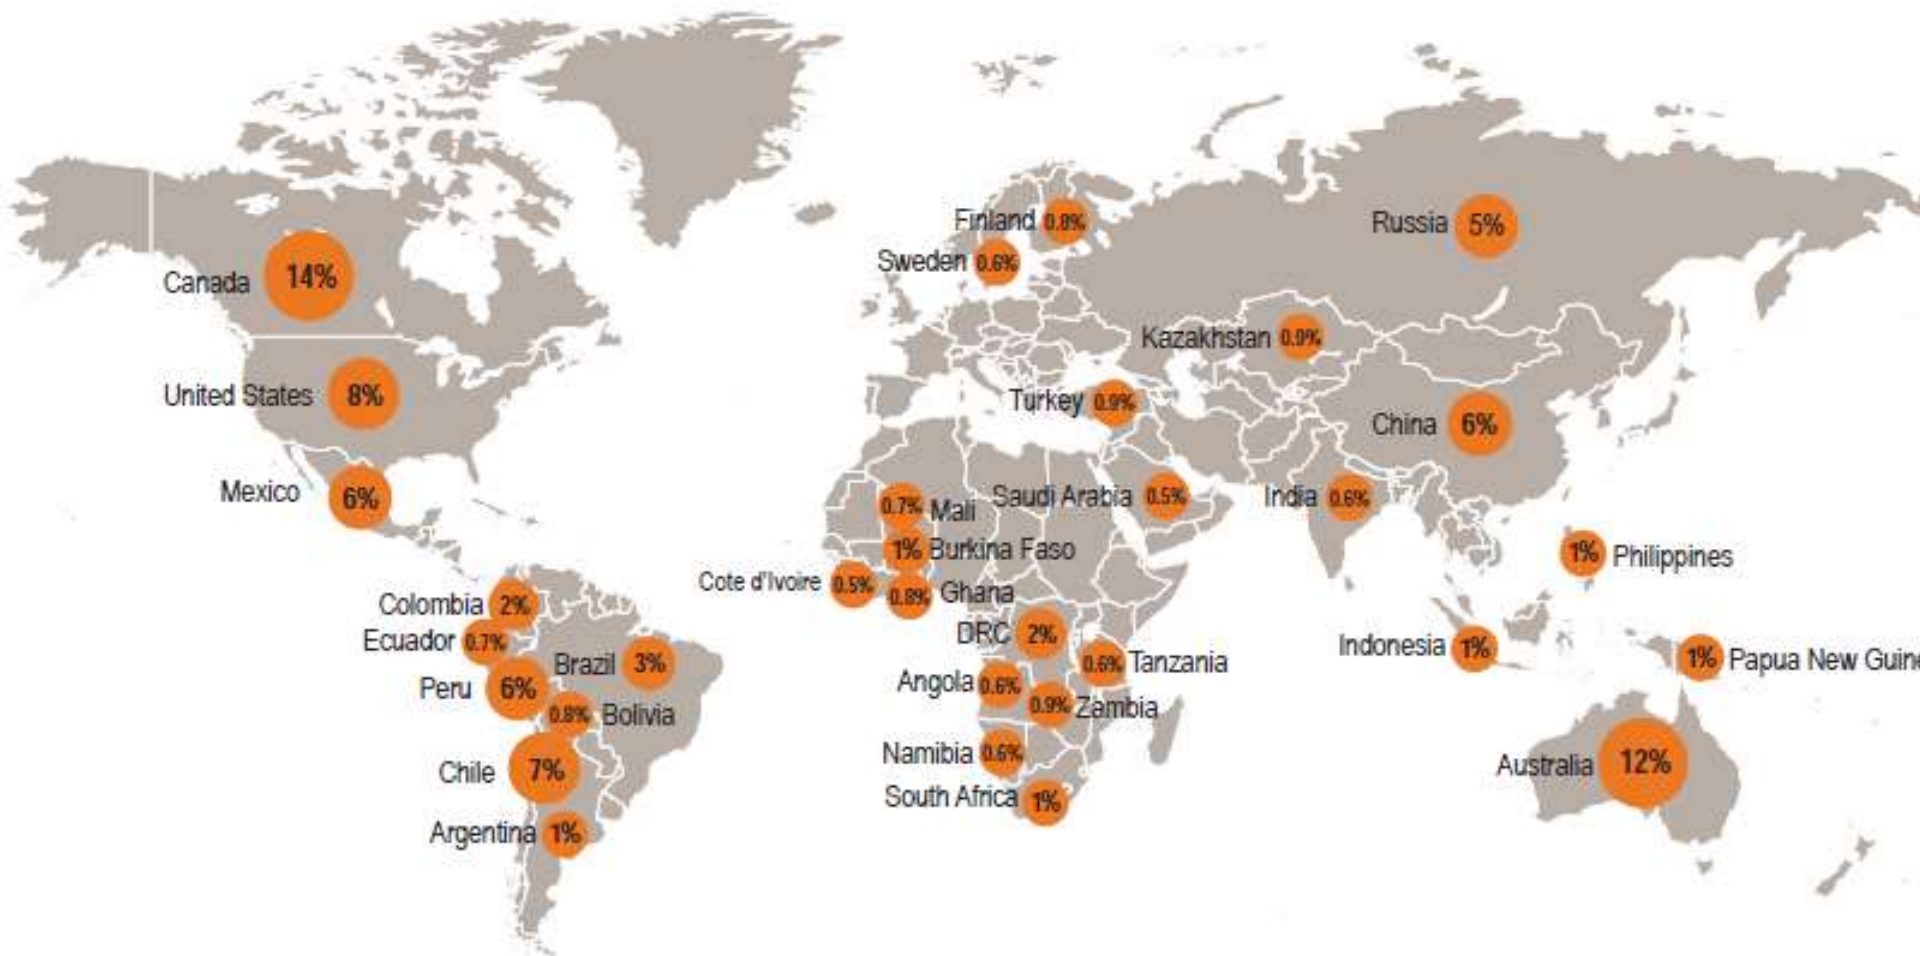 Finland 0.8%
Russia 5%
Sweden 0.6%
Canada 14%
Kazakhstan 0.9%
United States 8%
Turkey 0.9%
China 6%
Mexico 6%
0.7% Mali
Saudi Arabia 0.5%
India 0.6%
1% Burkina Faso
1% Philippines
Cote d'Ivoire 0.5%
0.8% Ghana
Colombia 2%
DRC 2%
Ecuador 0.7%
Indonesia 1%
Brazil 3%
0.6% Tanzania
1% Papua New Guine
Peru 6%
Angola 0.6%
0.9% Zambia
0.8% Bolivia
Namibia 0.6%
Chile 7%
Australia 12%
South Africa 1%
Argentina 1%